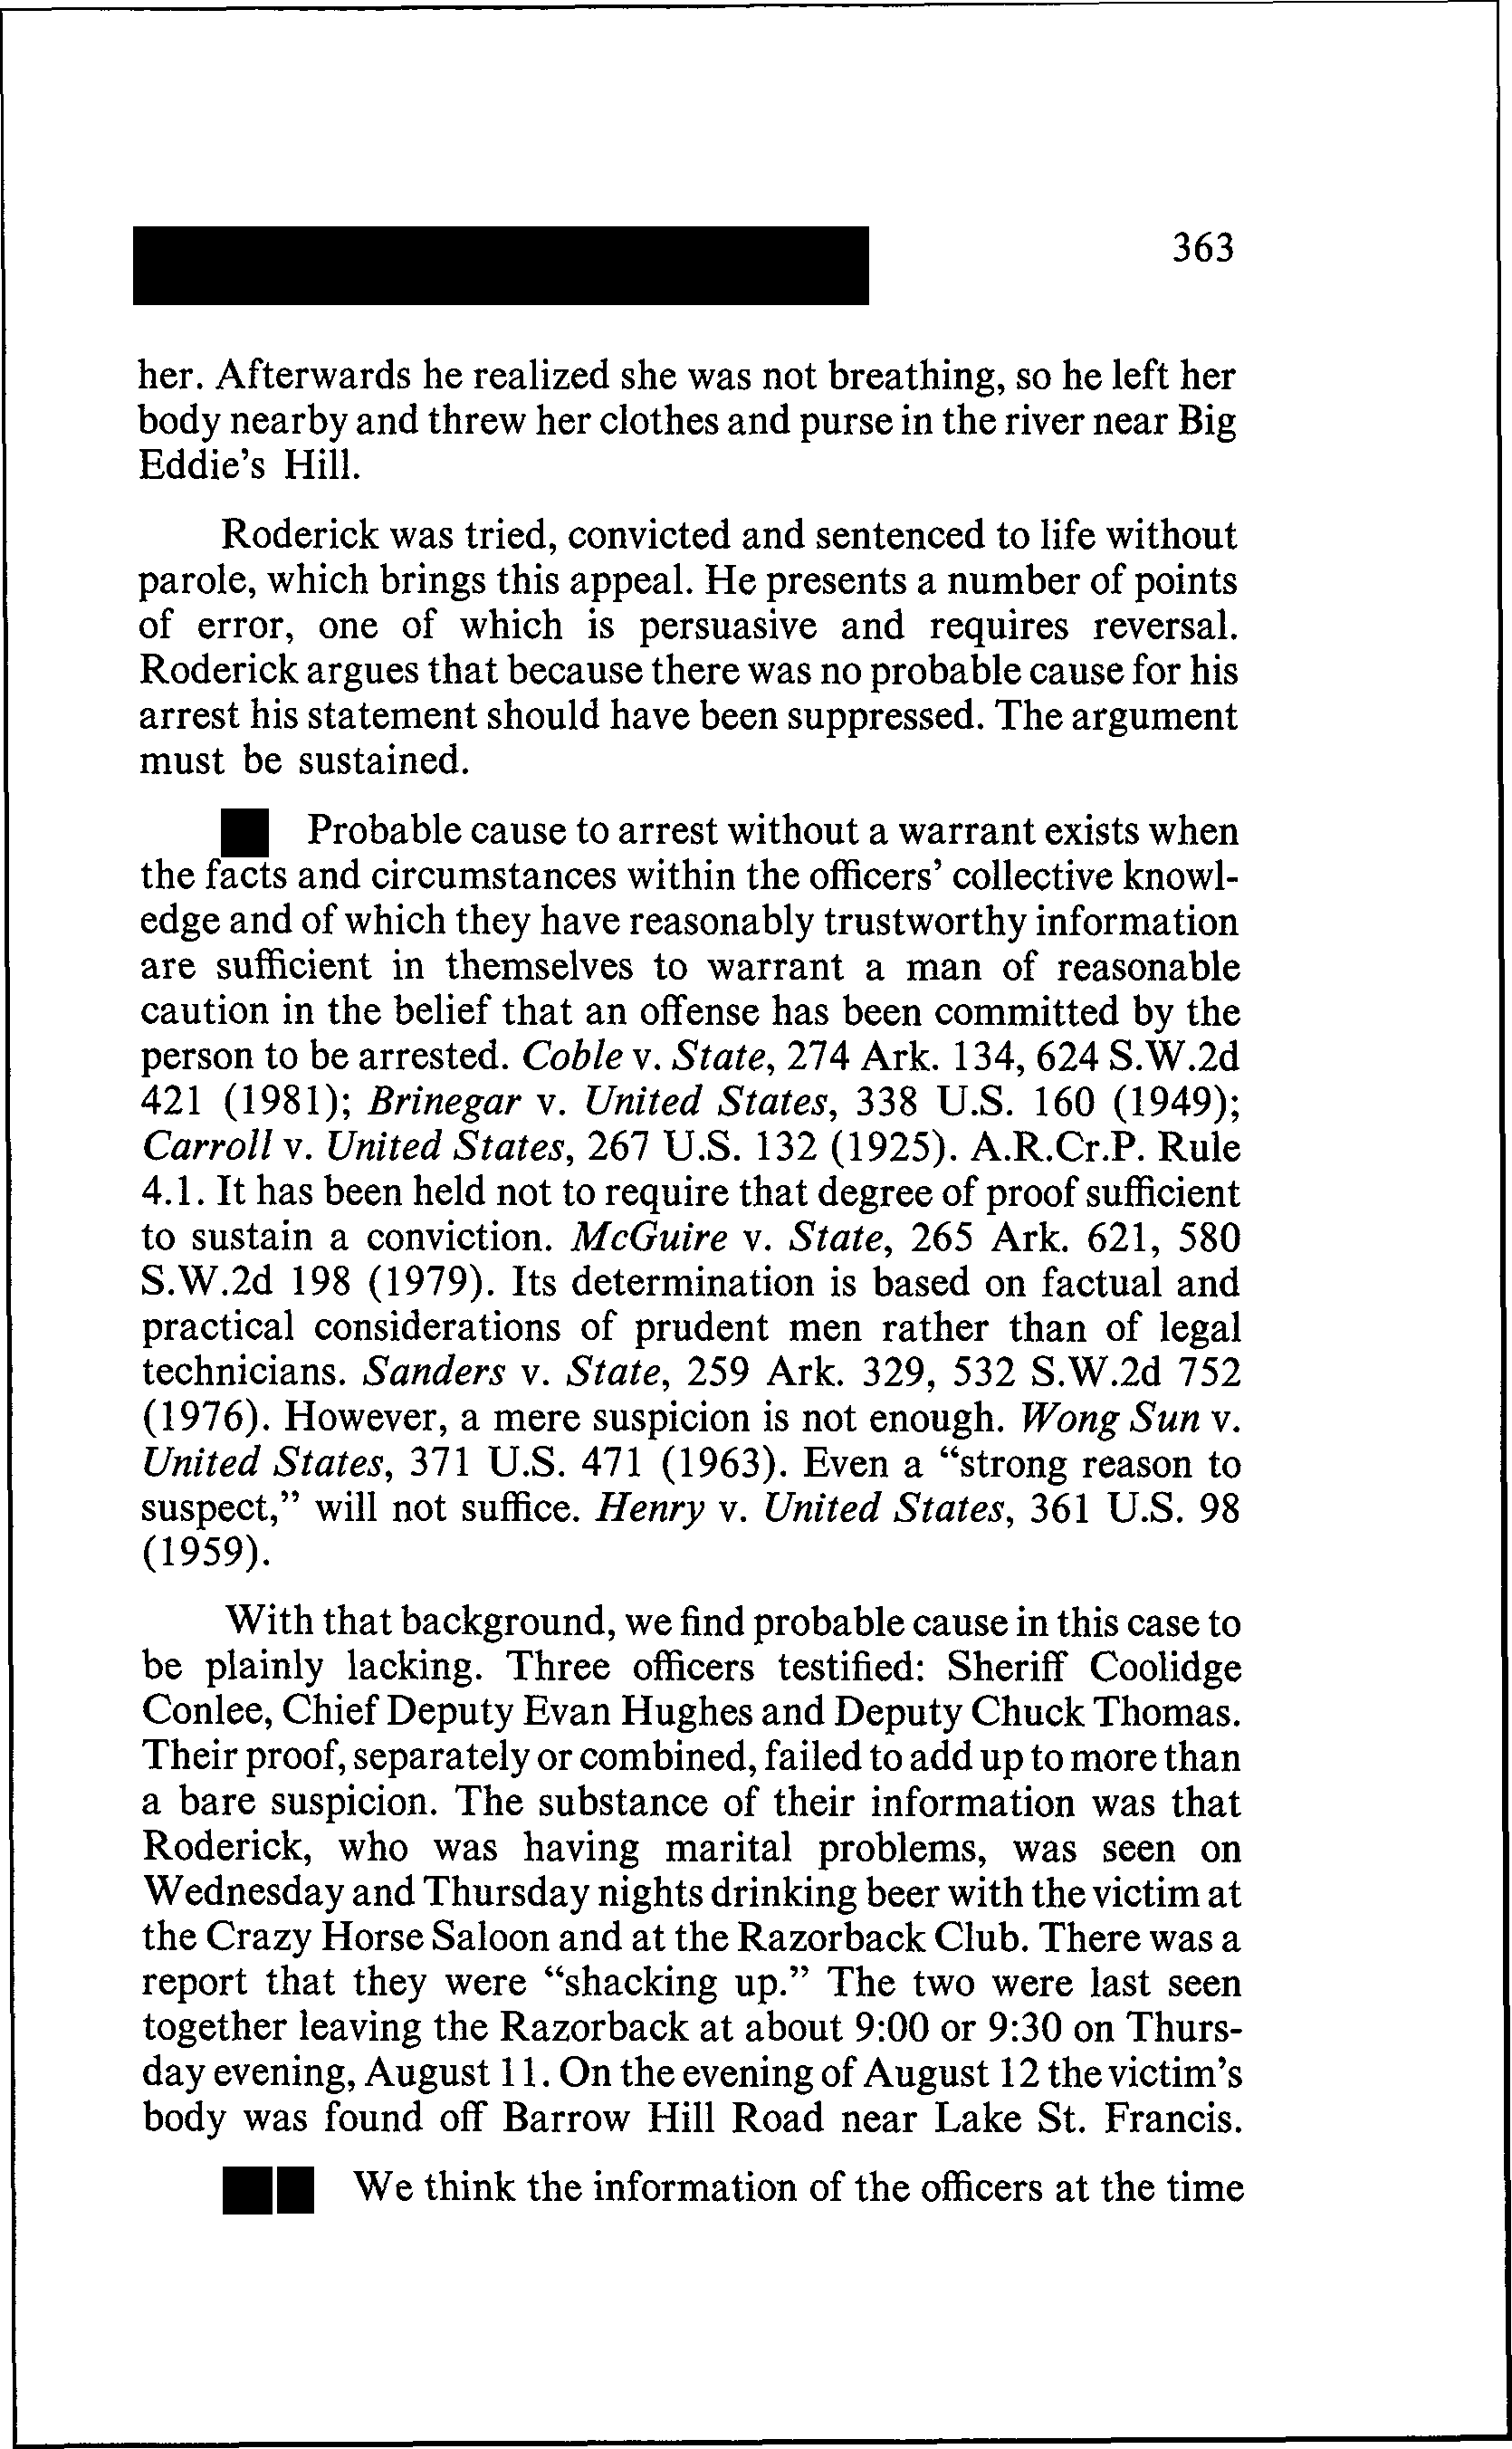 363
her. Afterwards he realized she was not breathing, so he left her
body nearby and threw her clothes and purse in the river near Big
Eddie's Hill.
Roderick was tried, convicted and sentenced to life without
parole, which brings this appeal. He presents a number of points
of error, one of which is persuasive and requires reversal.
Roderick argues that because there was no probable cause for his
arrest his statement should have been suppressed. The argument
must be sustained.
Probable cause to arrest without a warrant exists when
the facts and circumstances within the officers' collective knowl-
edge and of which they have reasonably trustworthy information
are sufficient in themselves to warrant a man of reasonable
caution in the belief that an offense has been committed by the
person to be arrested. Coble v. State, 274 Ark. 134, 624 S.W.2d
421 (1981); Brinegar v. United States, 338 U.S. 160 (1949);
Carroll v. United States, 267 U.S. 132 (1925). A.R.Cr.P. Rule
4.1. It has been held not to require that degree of proof sufficient
to sustain a conviction. McGuire v. State, 265 Ark. 621, 580
S.W.2d 198 (1979). Its determination is based on factual and
practical considerations of prudent men rather than of legal
technicians. Sanders v. State, 259 Ark. 329, 532 S.W.2d 752
(1976). However, a mere suspicion is not enough. Wong Sun v.
United States, 371 U.S. 471 (1963). Even a “strong reason to
suspect,” will not suffice. Henry v. United States, 361 U.S. 98
(1959).
With that background, we find probable cause in this case to
be plainly lacking. Three officers testified: Sheriff Coolidge
Conlee, Chief Deputy Evan Hughes and Deputy Chuck Thomas.
Their proof, separately or combined, failed to add up to more than
a bare suspicion. The substance of their information was that
Roderick, who was having marital problems, was seen on
Wednesday and Thursday nights drinking beer with the victim at
the Crazy Horse Saloon and at the Razorback Club. There was a
report that they were “shacking up.” The two were last seen
together leaving the Razorback at about 9:00 or 9:30 on Thurs-
day evening, August 11. On the evening of August 12 the victim's
body was found off Barrow Hill Road near Lake St. Francis.
We think the information of the officers at the time